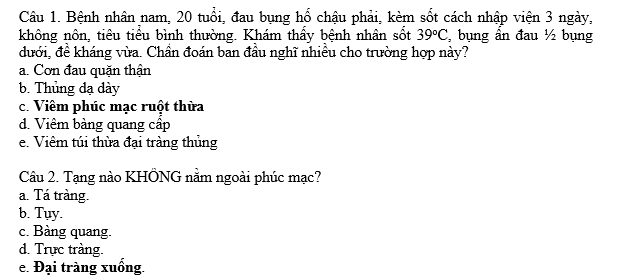 Câu 1. Bệnh nhân nam, 20 tuổi, đau bụng hố chậu phải, kèm sốt cách nhập viện 3 ngày,
không nôn, tiêu tiểu bình thường. Khám thấy bệnh nhân sốt 39ºC, bụng ấn đau ½ bụng
dưới, đề kháng vừa. Chẩn đoán ban đầu nghĩ nhiều cho trường hợp này?
a. Cơn đau quặn thận
b. Thủng dạ dày
c. Viêm phúc mạc ruột thừa
d. Viêm bàng quang cấp
e. Viêm túi thừa đại tràng thủng
Câu 2. Tạng nào KHÔNG nằm ngoài phúc mạc?
a. Tá tràng.
b. Tụy.
c. Bàng quang.
d. Trực tràng.
e. Đại tràng xuống.